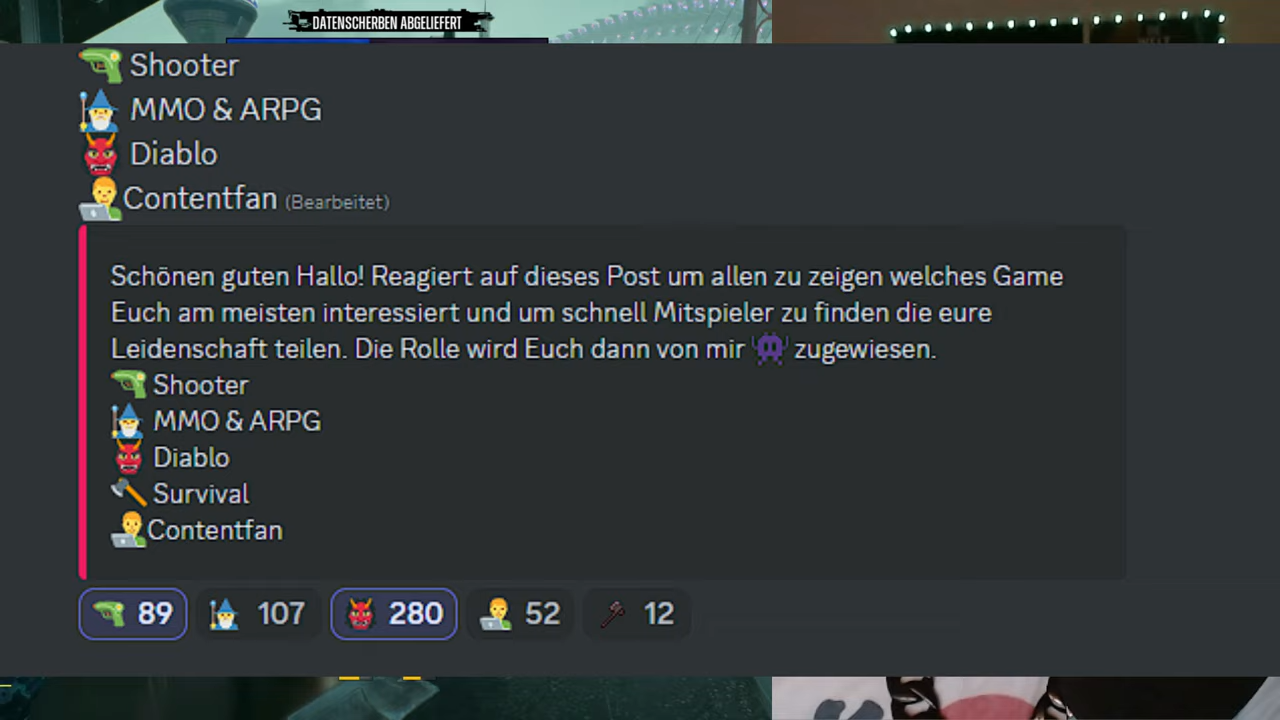 DATENSCHERBEN ABGELIEFERT
Shooter
MMO & ARPG
Diablo
Contentfan (Bearbeitet)
Schönen guten Hallo! Reagiert auf dieses Post um allen zu zeigen welches Game
Euch am meisten interessiert und um schnell Mitspieler zu finden die eure
Leidenschaft teilen. Die Rolle wird Euch dann von mir zugewiesen.
Shooter
MMO & ARPG
Diablo
Survival
Contentfan
89 107 280 52 12